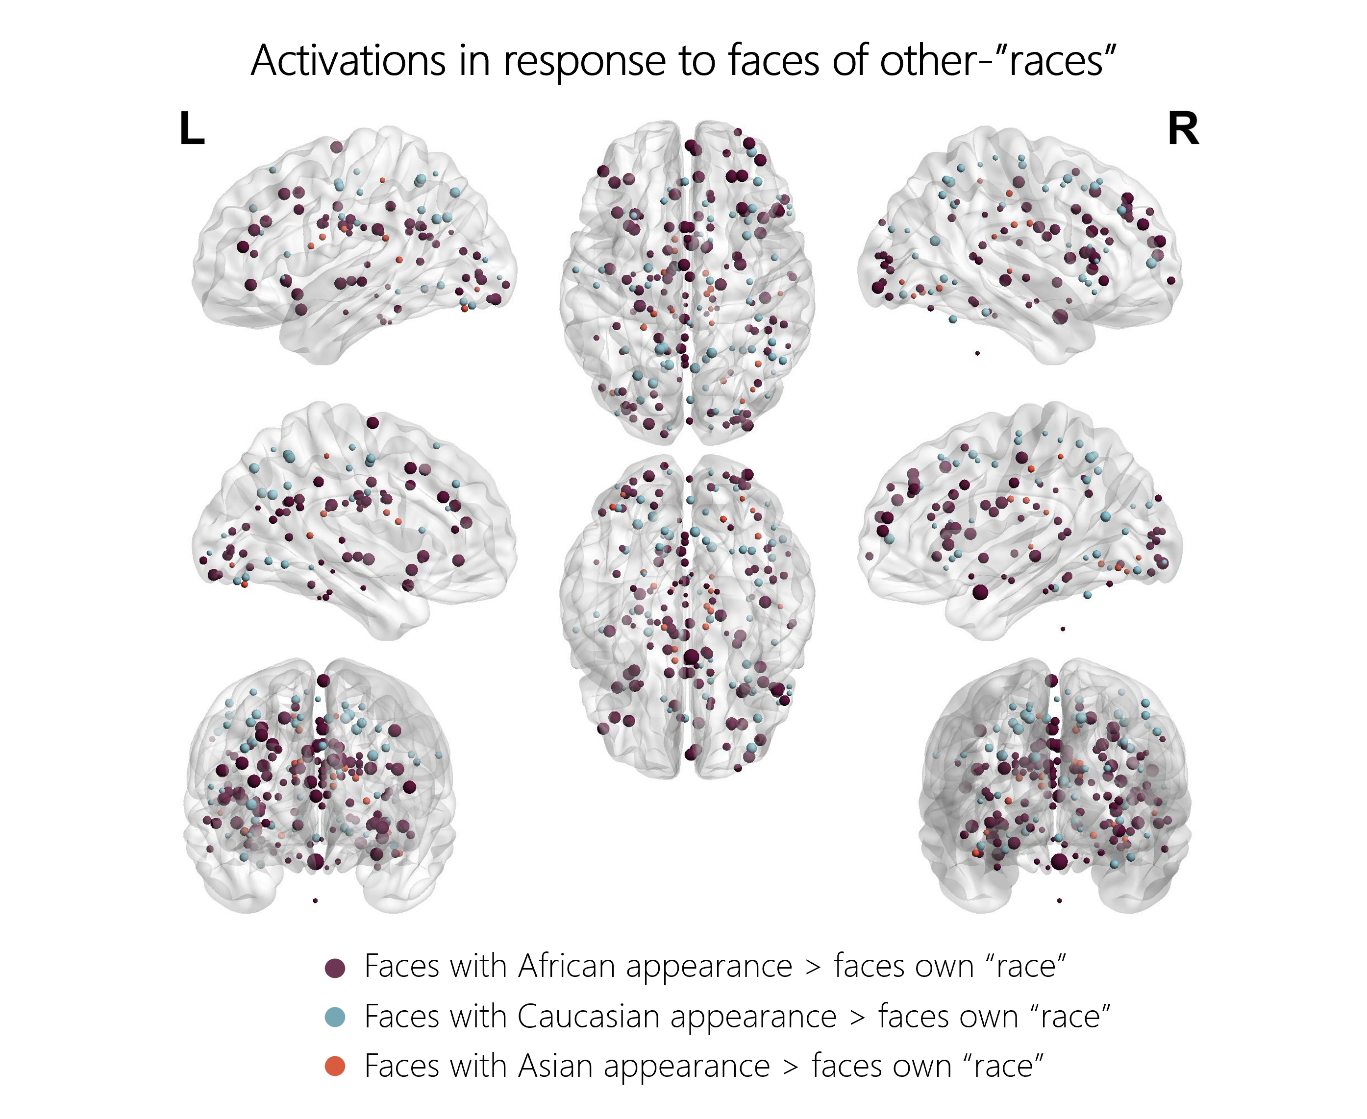 Activations in response to faces of other-"races"
L
R
Faces with African appearance > faces own "race"
Faces with Caucasian appearance > faces own "race"
Faces with Asian appearance > faces own "race"